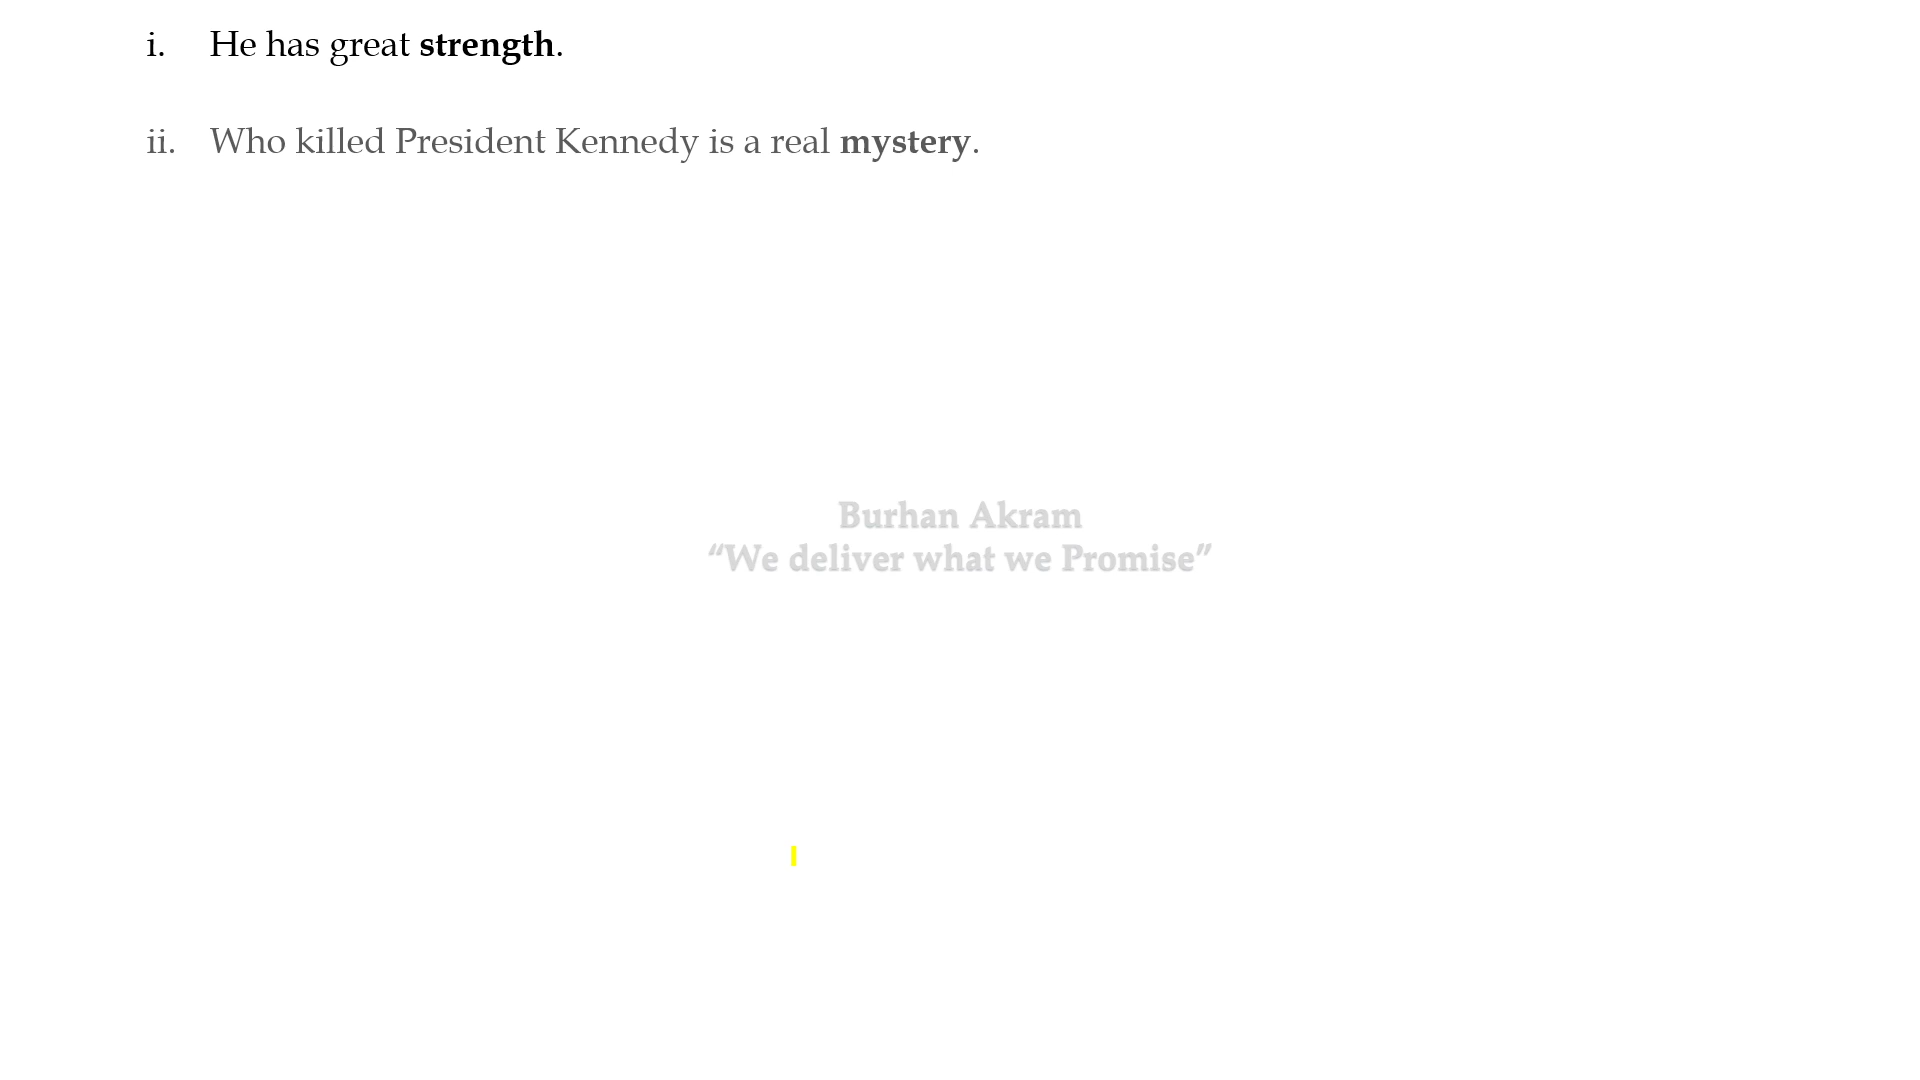 i. He has great strength.
ii. Who killed President Kennedy is a real mystery.
Burhan Akram
“We deliver what we Promise”